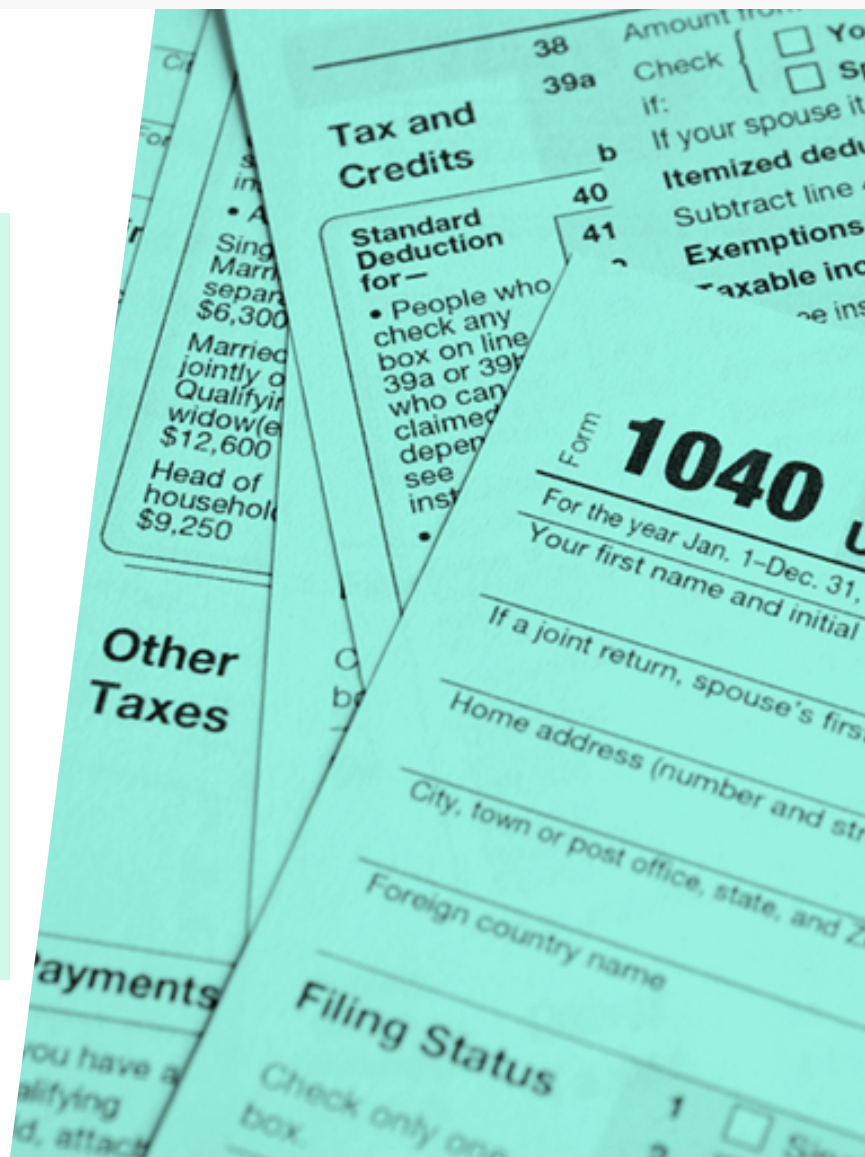 38
Amount from
39a
Check
if:
Tax and
Credits
b
If your spouse
Itemized
Subtract line
Exemptions
40
41
Standard
Deduction
for—
• People who
check any
box on line
39a or
who can
claimed
see
Sing
Marri
separ
$6,300
Married
jointly o
Qualifyin
widow(e
$12,600
Head of
househol
$9,250
Other
Taxes
ayments
you have a
alifying
d, attach
Form
1040
For the year Jan. 1–Dec. 31,
Your first name and initial
If a joint return, spouse's firs
Home address (number and str
City, town or post office, state, and
Foreign country name
Filing Status
Check only one
box.
1